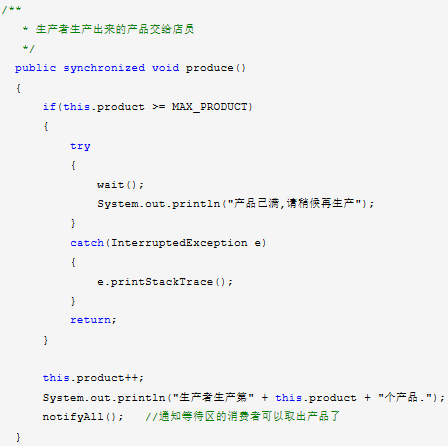 /**
* 生产者生产出来的产品交给店员
*/
public synchronized void produce()
{
if(this.product >= MAX_PRODUCT)
{
try
{
wait();
System.out.println("产品已满,请稍候再生产");
}
catch(InterruptedException e)
{
e.printStackTrace();
}
return;
}
this.product++;
System.out.println("生产者生产第" + this.product + "个产品.");
notifyAll();   //通知等待区的消费者可以取出产品了
}